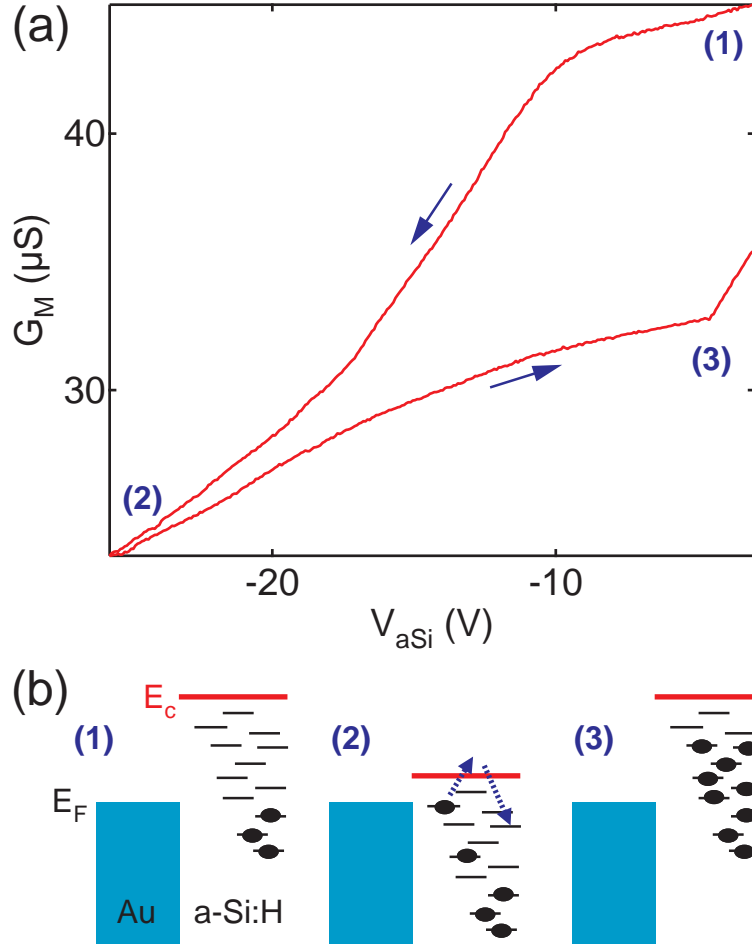 (a)
(1)
40
G_M (µS)
30
(3)
(2)
-20
-10
V_aSi (V)
(b)
E_c
(1)
(2)
(3)
E_F
Au
a-Si:H